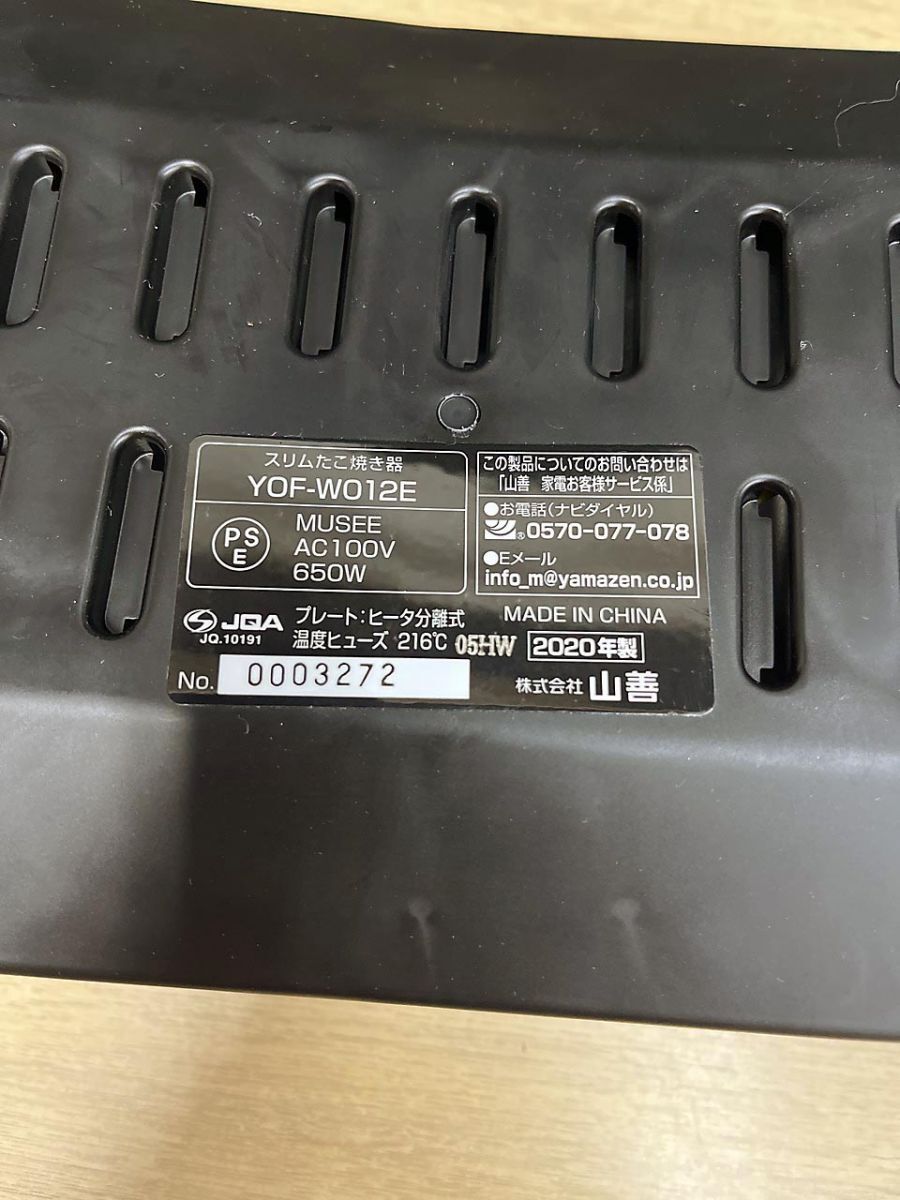 スリムたこ焼き器
YOF-W012E
PS
E
MUSEE
AC100V
650W
この製品についてのお問い合わせは
「山善 家電お客様サービス係」
●お電話(ナビダイヤル)
®0570-077-078
●Eメール
info_m@yamazen.co.jp
JQA
JQ.10191
プレート:ヒータ分離式
温度ヒューズ 216℃ 05HW
MADE IN CHINA
2020年製
No. 0003272
株式会社 山善